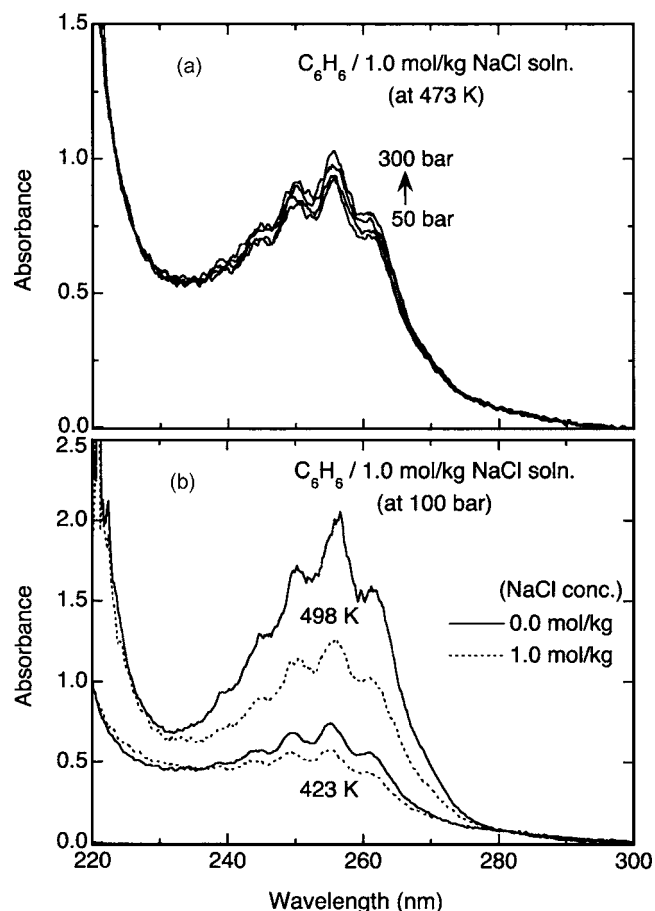 1.5
(a)
C₆H₆ / 1.0 mol/kg NaCl soln.
(at 473 K)
1.0
300 bar
50 bar
Absorbance
0.5
0.0
2.5
(b)
C₆H₆ / 1.0 mol/kg NaCl soln.
(at 100 bar)
2.0
(NaCl conc.)
0.0 mol/kg
1.0 mol/kg
1.5
498 K
Absorbance
1.0
0.5
423 K
0.0
220 240 260 280 300
Wavelength (nm)